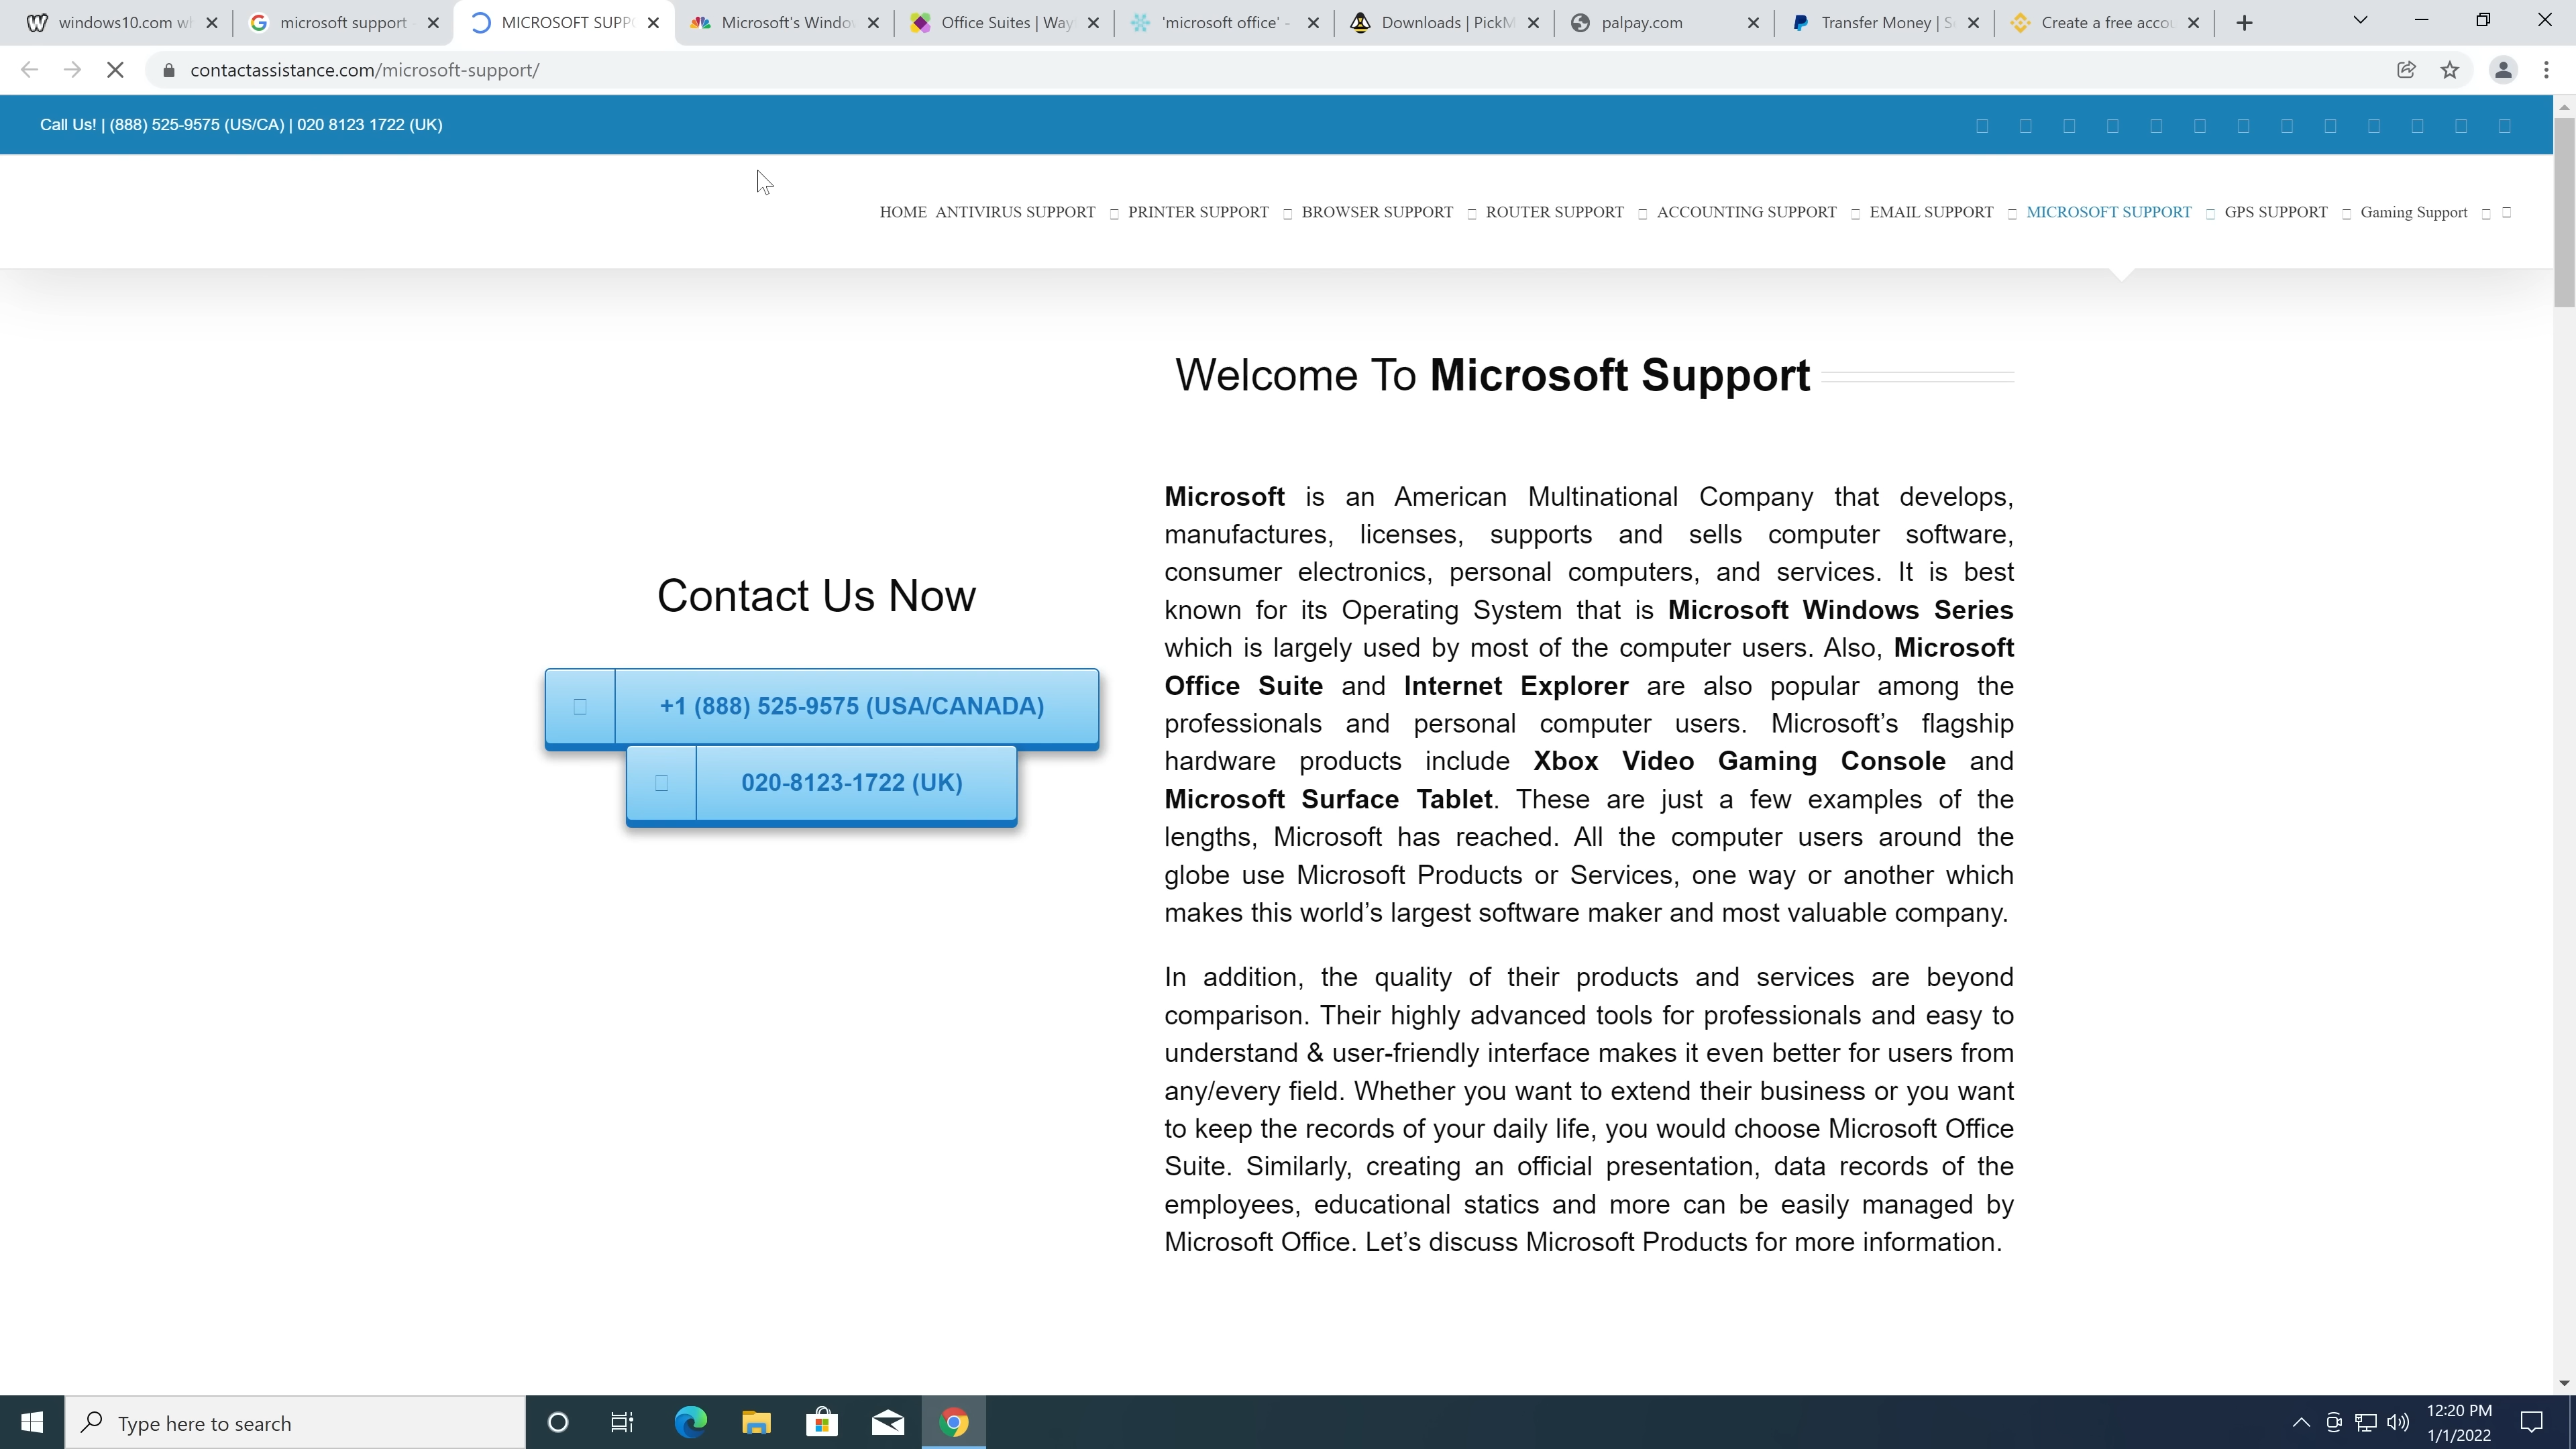 windows10.com wh
microsoft support
MICROSOFT SUPPO
Microsoft's Window
Office Suites | Way
'microsoft office' -
Downloads | PickM
palpay.com
Transfer Money | Se
Create a free accou
contactassistance.com/microsoft-support/
Call Us! | (888) 525-9575 (US/CA) | 020 8123 1722 (UK)
HOME ANTIVIRUS SUPPORT PRINTER SUPPORT BROWSER SUPPORT ROUTER SUPPORT ACCOUNTING SUPPORT EMAIL SUPPORT MICROSOFT SUPPORT GPS SUPPORT Gaming Support
Welcome To Microsoft Support
Contact Us Now
+1 (888) 525-9575 (USA/CANADA)
020-8123-1722 (UK)
Microsoft is an American Multinational Company that develops,
manufactures, licenses, supports and sells computer software,
consumer electronics, personal computers, and services. It is best
known for its Operating System that is Microsoft Windows Series
which is largely used by most of the computer users. Also, Microsoft
Office Suite and Internet Explorer are also popular among the
professionals and personal computer users. Microsoft’s flagship
hardware products include Xbox Video Gaming Console and
Microsoft Surface Tablet. These are just a few examples of the
lengths, Microsoft has reached. All the computer users around the
globe use Microsoft Products or Services, one way or another which
makes this world’s largest software maker and most valuable company.
In addition, the quality of their products and services are beyond
comparison. Their highly advanced tools for professionals and easy to
understand & user-friendly interface makes it even better for users from
any/every field. Whether you want to extend their business or you want
to keep the records of your daily life, you would choose Microsoft Office
Suite. Similarly, creating an official presentation, data records of the
employees, educational statics and more can be easily managed by
Microsoft Office. Let’s discuss Microsoft Products for more information.
Type here to search
12:20 PM
1/1/2022